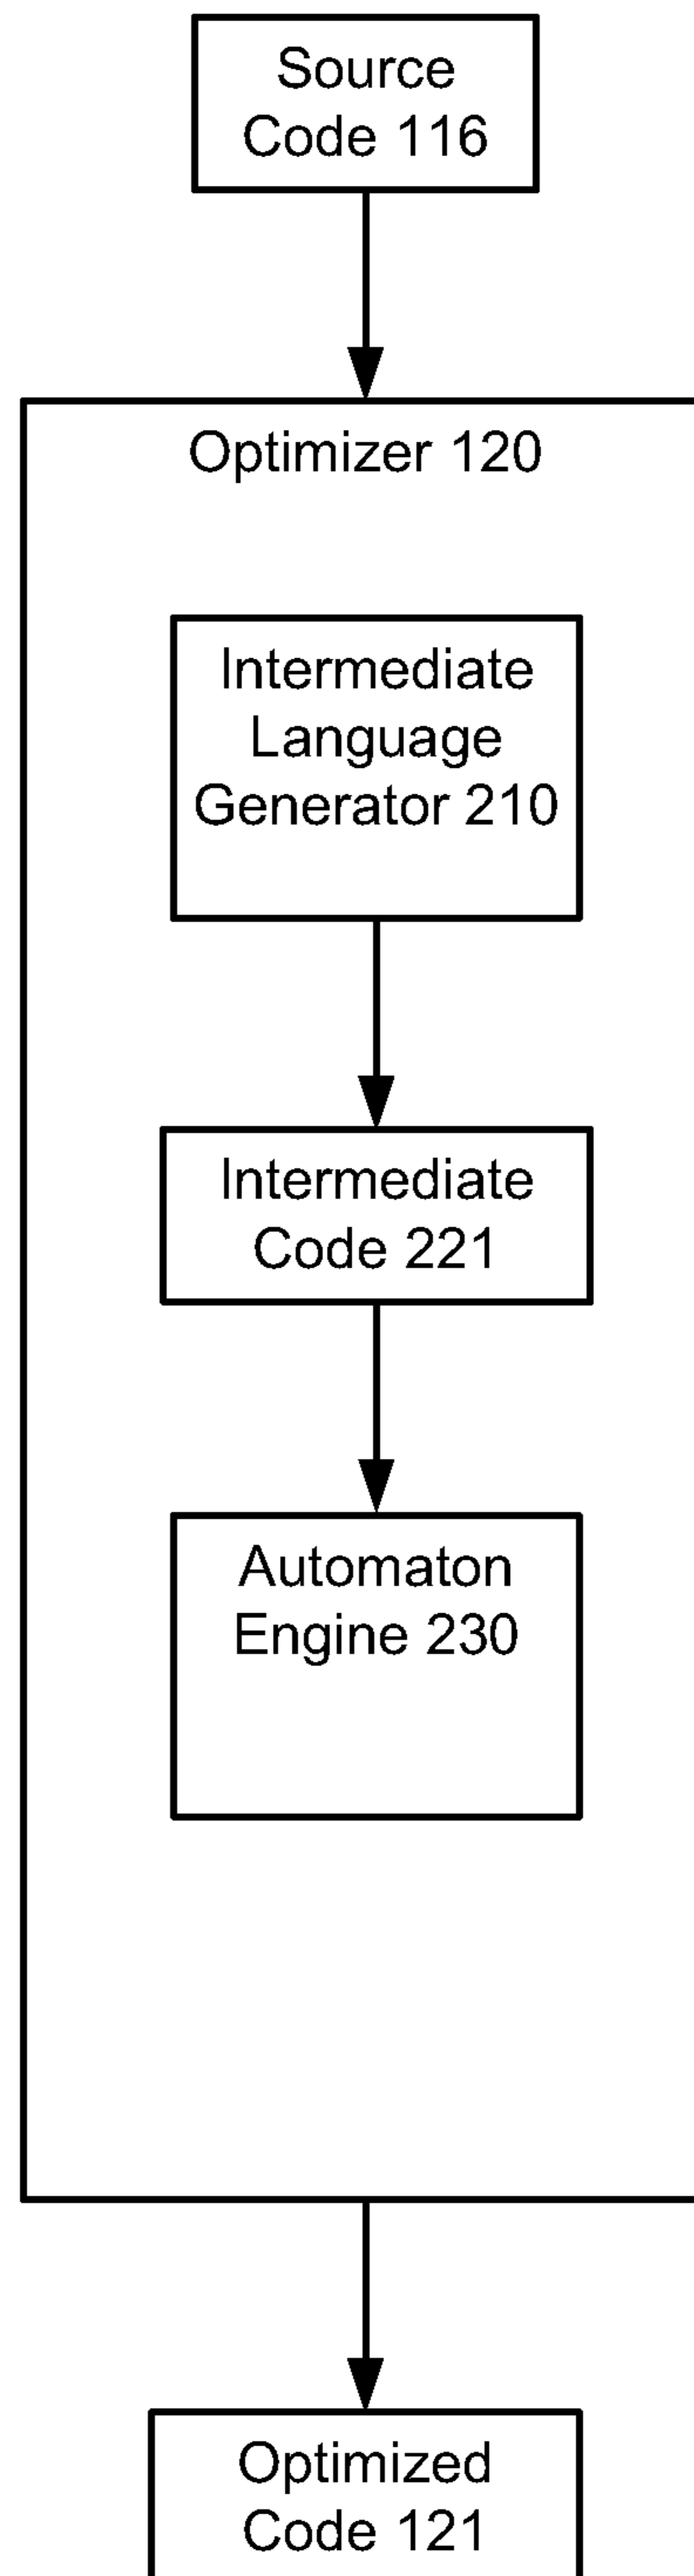 Source
Code 116
Optimizer 120
Intermediate
Language
Generator 210
Intermediate
Code 221
Automaton
Engine 230
Optimized
Code 121